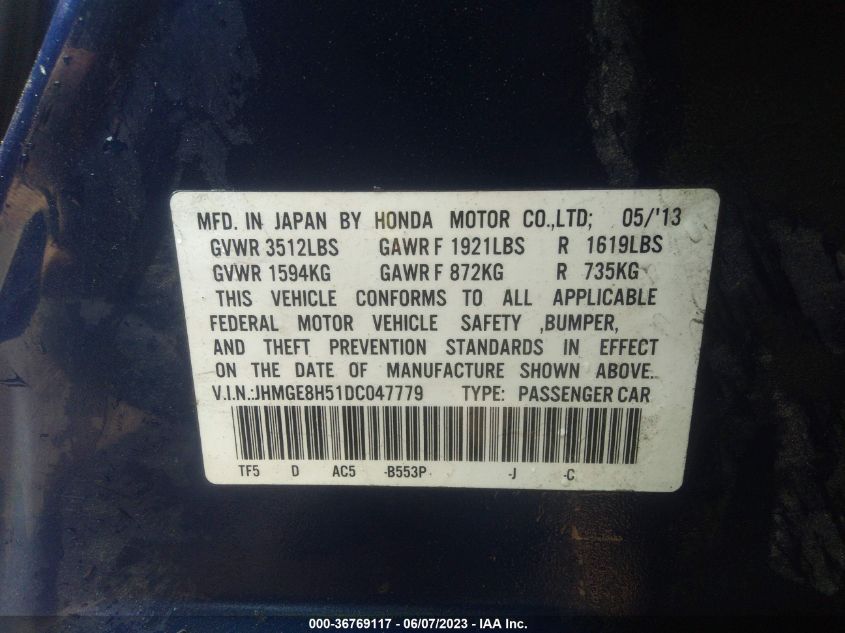 MFD. IN JAPAN BY HONDA MOTOR CO.,LTD; 05/'13
GVWR 3512LBS GAWR F 1921LBS R 1619LBS
GVWR 1594KG GAWR F 872KG R 735KG
THIS VEHICLE CONFORMS TO ALL APPLICABLE
FEDERAL MOTOR VEHICLE SAFETY ,BUMPER,
AND THEFT PREVENTION STANDARDS IN EFFECT
ON THE DATE OF MANUFACTURE SHOWN ABOVE.
V.I.N.:JHMGE8H51DC047779 TYPE: PASSENGER CAR
TF5 D AC5 -B553P -J -C
000-36769117 - 06/07/2023 - IAA Inc.